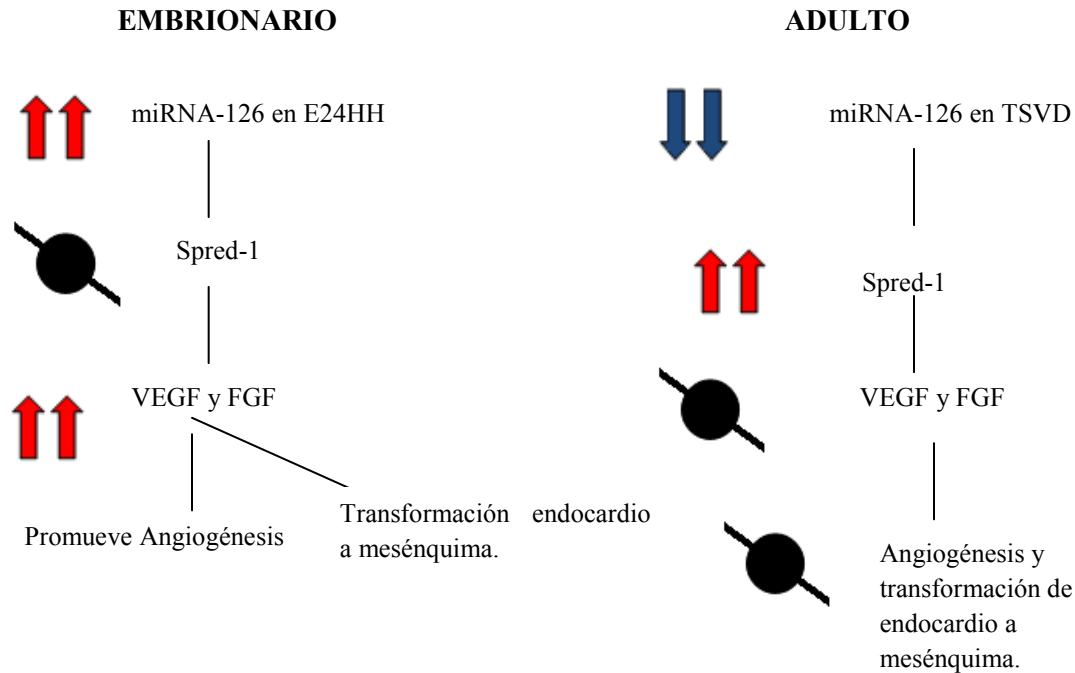 EMBRIONARIO
miRNA-126 en E24HH
Spred-1
VEGF y FGF
Promueve Angiogénesis
Transformación endocardio
a mesénquima.
ADULTO
miRNA-126 en TSVD
Spred-1
VEGF y FGF
Angiogénesis y
transformación de
endocardio a
mesénquima.